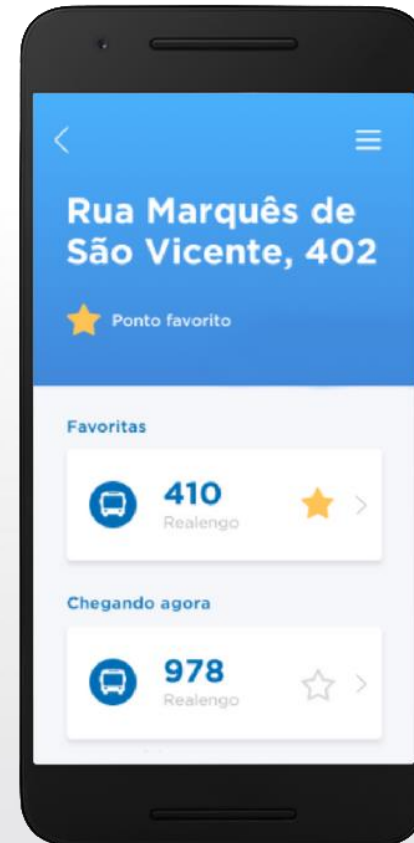 Rua Marquês de
São Vicente, 402
Ponto favorito
Favoritas
410
Realengo
Chegando agora
978
Realengo